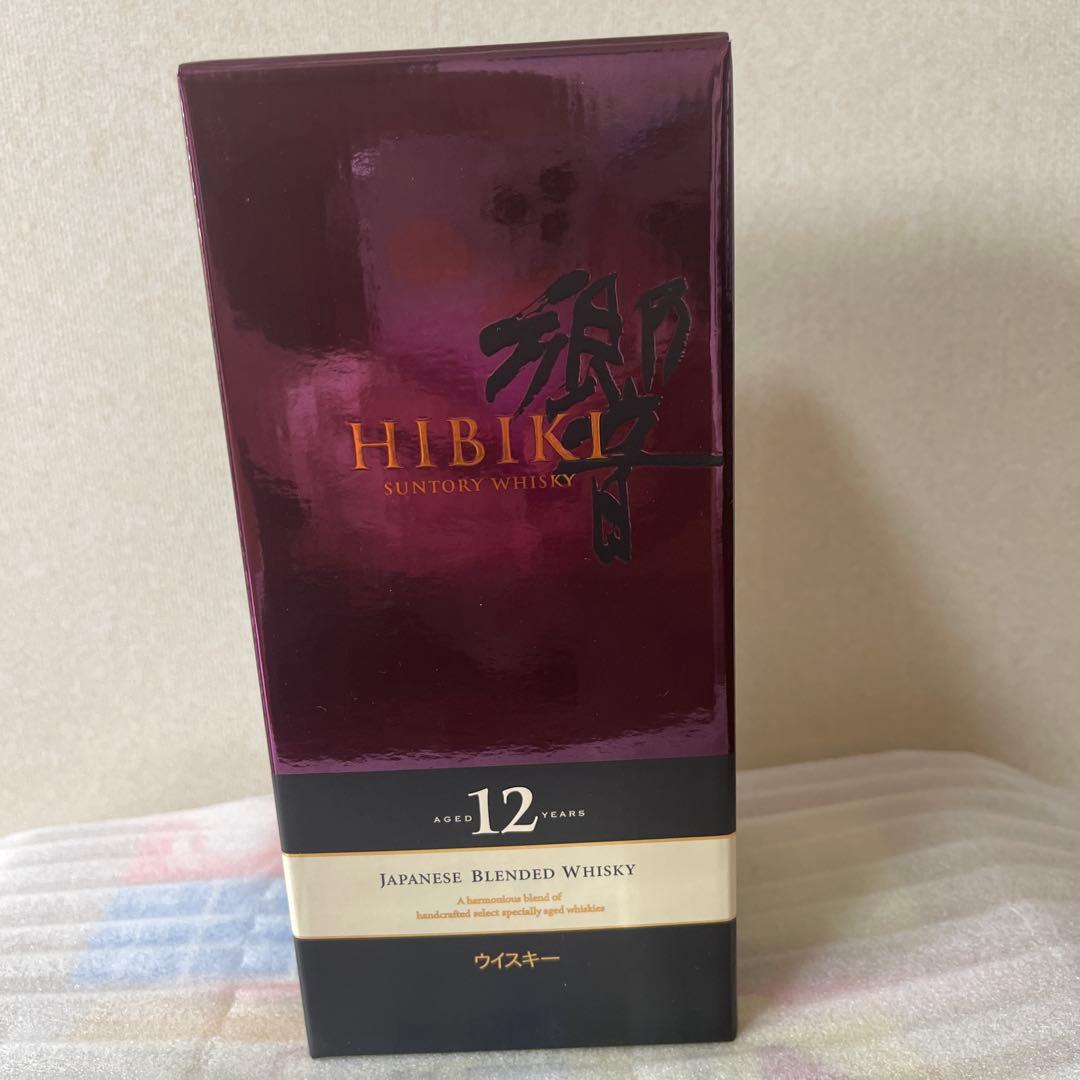 響
HIBIKI
SUNTORY WHISKY
AGED 12 YEARS
JAPANESE BLENDED WHISKY
A harmonious blend of
handcrafted select specially aged whiskies
ウイスキー